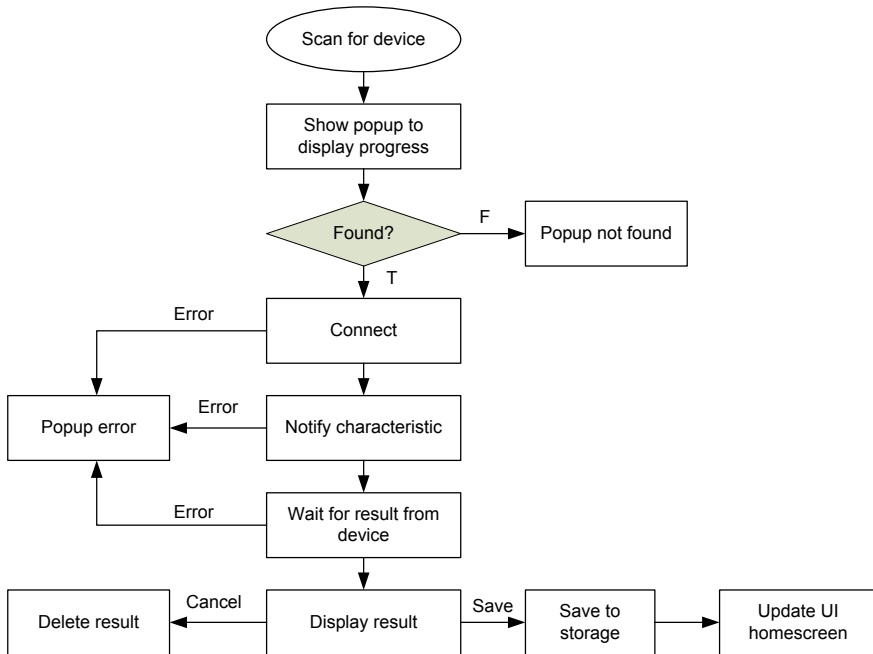 Scan for device
Show popup to
display progress
Found?
F
Popup not found
T
Error
Connect
Popup error
Error
Notify characteristic
Error
Wait for result from
device
Delete result
Cancel
Display result
Save
Save to
storage
Update UI
homescreen